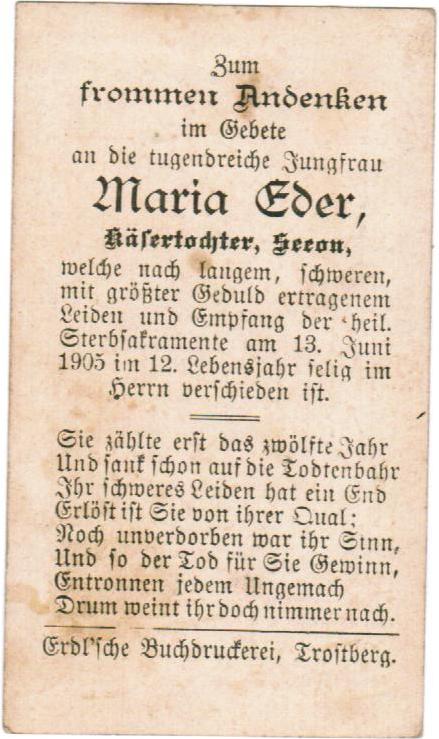 Zum
frommen Andenken
im Gebete
an die tugendreiche Jungfrau
Maria Eder,
Käsertochter, Seeon,
welche nach langem, schweren,
mit größter Geduld ertragenem
Leiden und Empfang der heil.
Sterbsakramente am 13. Juni
1905 im 12. Lebensjahr selig im
Herrn verschieden ist.
Sie zählte erst das zwölfte Jahr
Und sank schon auf die Todtenbahr
Ihr schweres Leiden hat ein End
Erlöst ist Sie von ihrer Qual;
Noch unverdorben war ihr Sinn,
Und so der Tod für Sie Gewinn,
Entronnen jedem Ungemach
Drum weint ihr doch nimmer nach.
Erdl'sche Buchdruckerei, Trostberg.